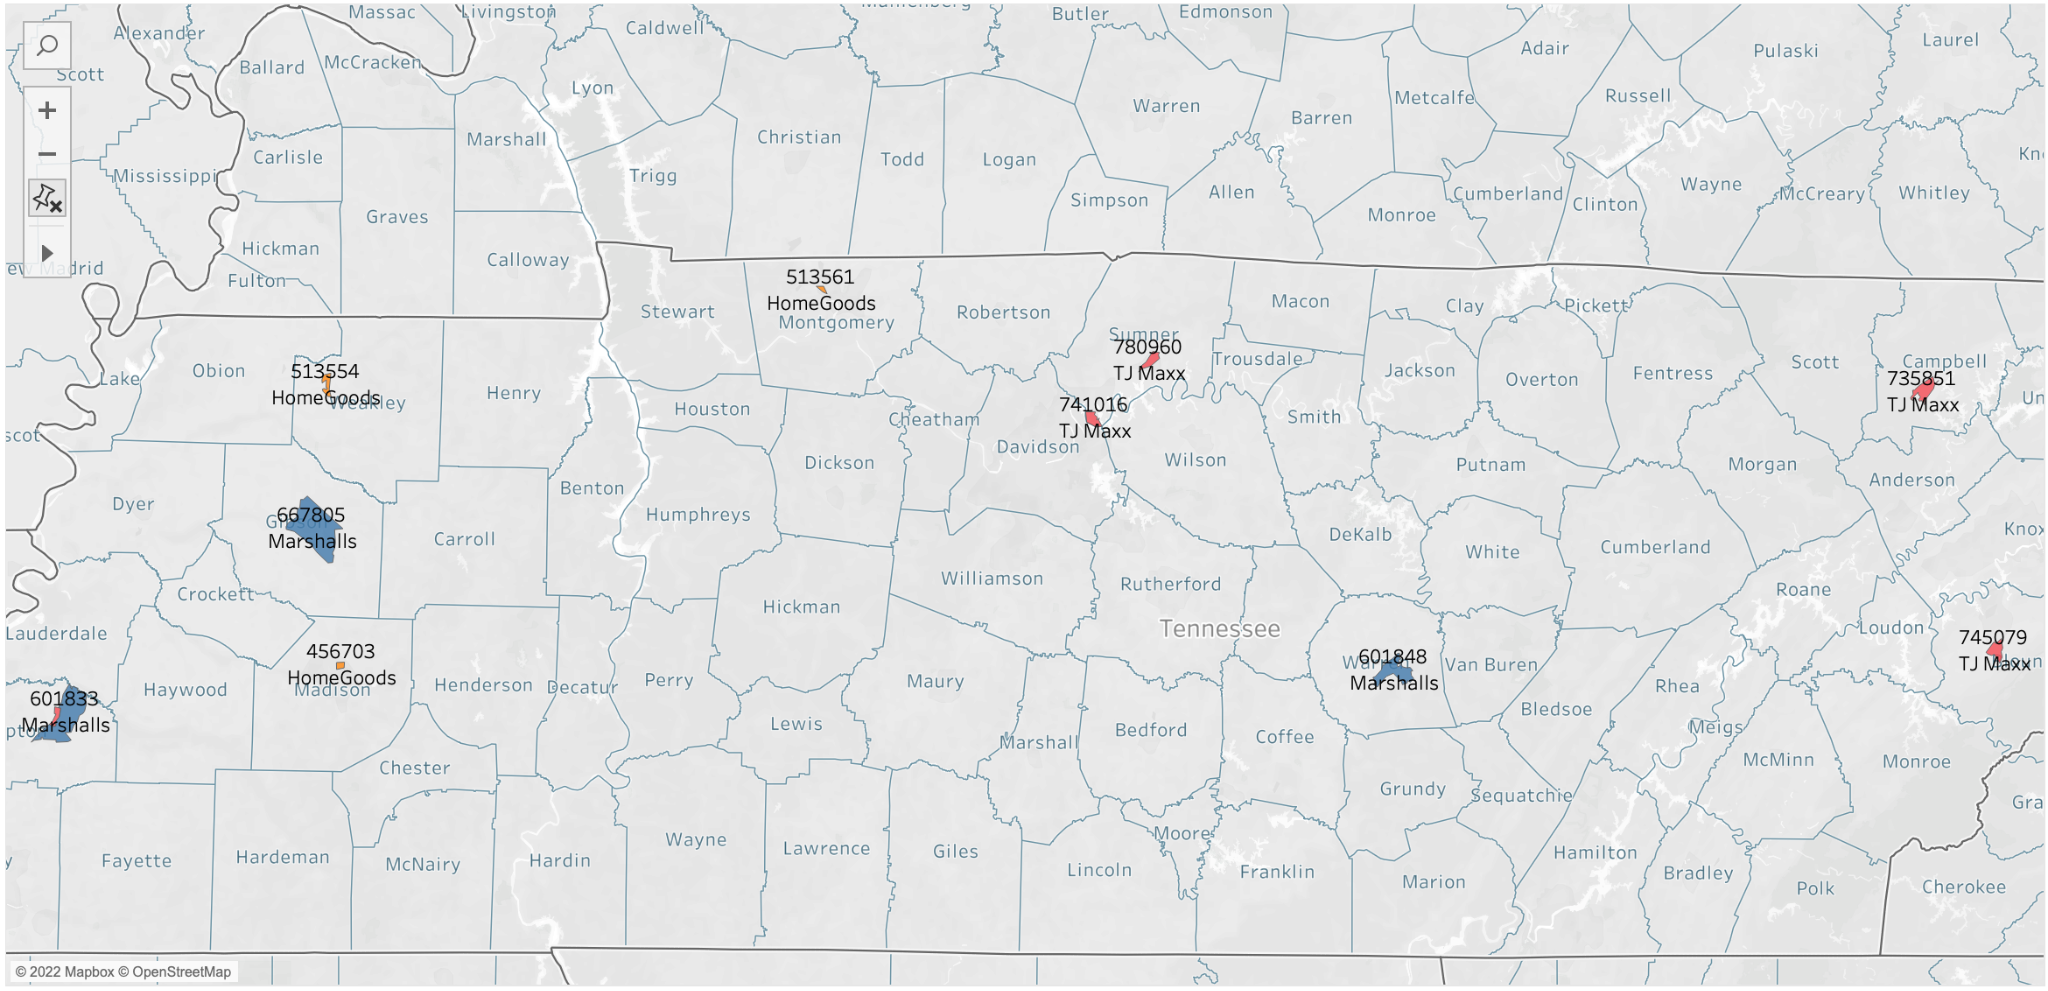 Massac
Livingston
Butler
Edmonson
Alexander
Caldwell
Adair
Pulaski
Laurel
Scott
Ballard
McCracken
Lyon
Warren
Metcalfe
Russell
Barren
Marshall
Christian
Carlisle
Todd
Logan
Mississippi
Trigg
Allen
Cumberland
Wayne
McCreary
Whitley
Graves
Simpson
Monroe
Clinton
Hickman
Calloway
ew Madrid
Fulton
513561
HomeGoods
Montgomery
Stewart
Robertson
Macon
Clay
Pickett
Sumner
780960
TJ Maxx
Trousdale
Scott
Campbell
735851
TJ Maxx
Lake
Obion
513554
HomeGoods
Weakley
Henry
Jackson
Overton
Fentress
Houston
741016
TJ Maxx
Smith
Cheatham
Davidson
scot
Dickson
Wilson
Putnam
Morgan
Anderson
Dyer
Benton
667805
Marshalls
Humphreys
Carroll
DeKalb
White
Cumberland
Knox
Williamson
Rutherford
Crockett
Hickman
Roane
Tennessee
Lauderdale
Loudon
456703
HomeGoods
Madison
601848
Marshalls
Van Buren
745079
TJ Maxx
Haywood
Henderson
Decatur
Perry
Maury
Rhea
601833
Marshalls
Lewis
Marshall
Bedford
Coffee
Bledsoe
Meigs
Chester
McMinn
Monroe
Grundy
Sequatchie
Gra
Fayette
Hardeman
McNairy
Hardin
Wayne
Lawrence
Giles
Moore
Lincoln
Franklin
Marion
Hamilton
Bradley
Polk
Cherokee
© 2022 Mapbox © OpenStreetMap